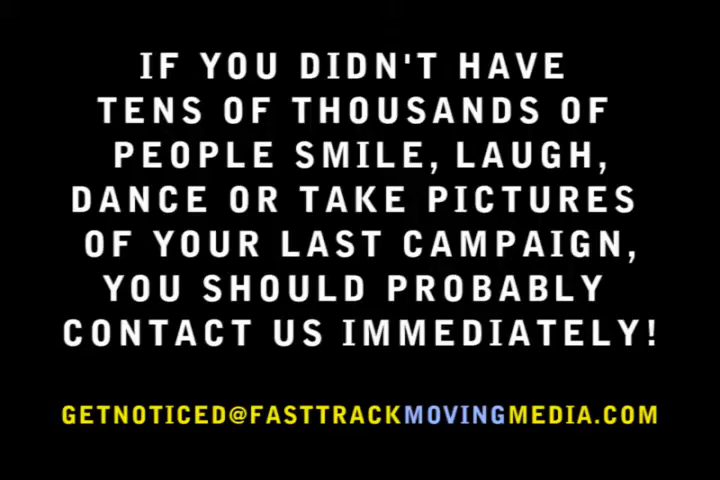 IF YOU DIDN'T HAVE
TENS OF THOUSANDS OF
PEOPLE SMILE, LAUGH,
DANCE OR TAKE PICTURES
OF YOUR LAST CAMPAIGN,
YOU SHOULD PROBABLY
CONTACT US IMMEDIATELY!
GETNOTICED@FASTTRACKMOVINGMEDIA.COM